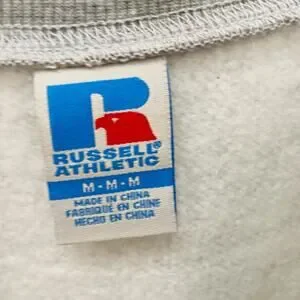 R
RUSSELL®
ATHLETIC
M-M-M
MADE IN CHINA
FABRIQUÉ EN CHINE
HECHO EN CHINA